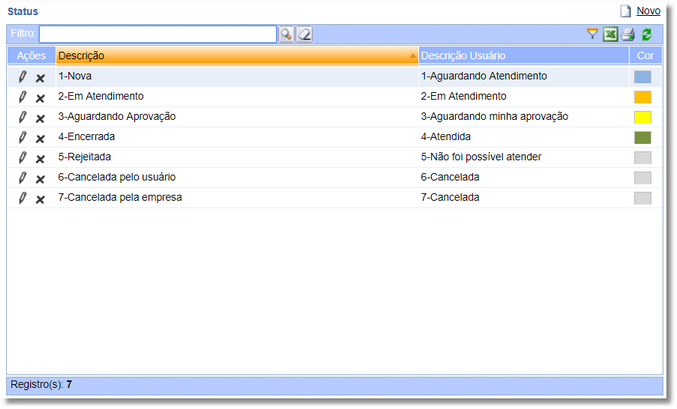 Status Novo
Filtro:
Ações Descrição Descrição Usuário Cor
1-Nova 1-Aguardando Atendimento
2-Em Atendimento 2-Em Atendimento
3-Aguardando Aprovação 3-Aguardando minha aprovação
4-Encerrada 4-Atendida
5-Rejeitada 5-Não foi possível atender
6-Cancelada pelo usuário 6-Cancelada
7-Cancelada pela empresa 7-Cancelada
Registro(s): 7